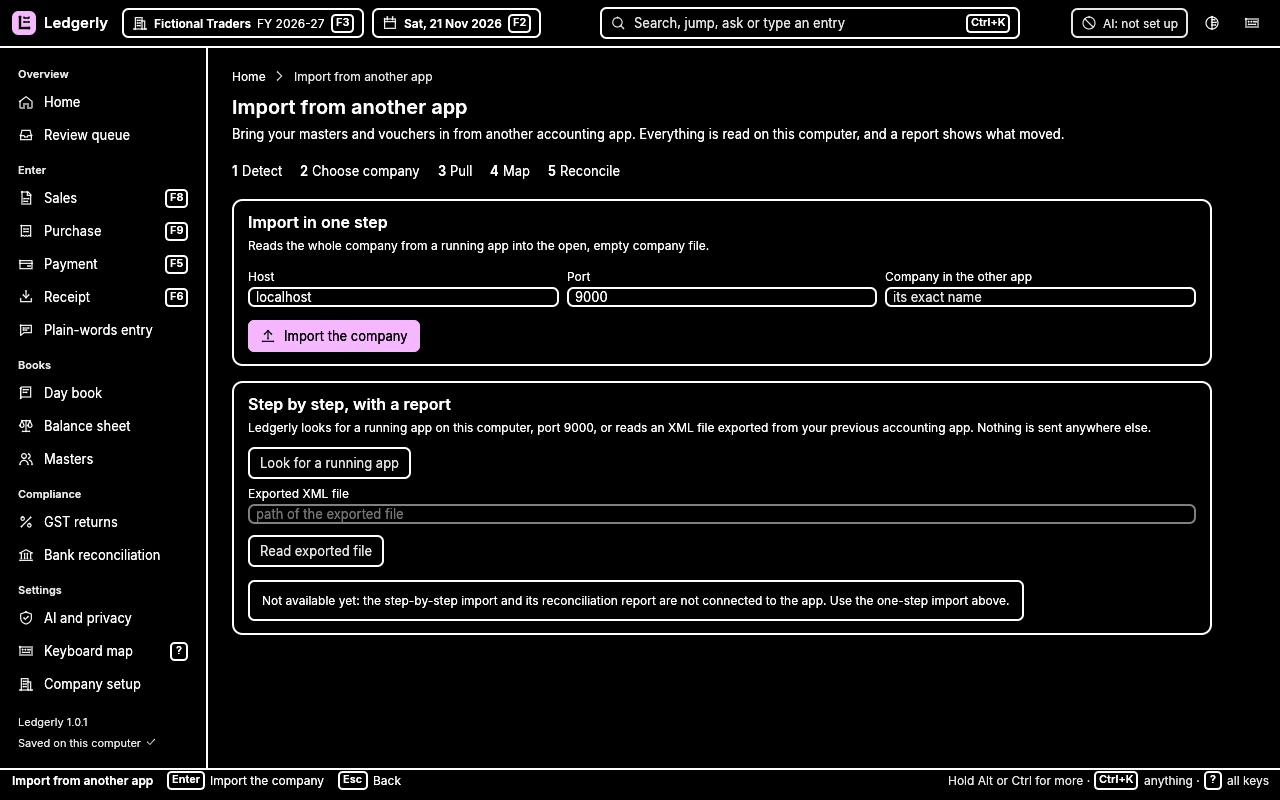 Ledgerly
Fictional Traders FY 2026-27 F3
Sat, 21 Nov 2026 F2
Search, jump, ask or type an entry Ctrl+K
AI: not set up
Overview
Home
Review queue
Enter
Sales F8
Purchase F9
Payment F5
Receipt F6
Plain-words entry
Books
Day book
Balance sheet
Masters
Compliance
GST returns
Bank reconciliation
Settings
AI and privacy
Keyboard map ?
Company setup
Ledgerly 1.0.1
Saved on this computer
Home Import from another app
Import from another app
Bring your masters and vouchers in from another accounting app. Everything is read on this computer, and a report shows what moved.
1 Detect 2 Choose company 3 Pull 4 Map 5 Reconcile
Import in one step
Reads the whole company from a running app into the open, empty company file.
Host Port Company in the other app
localhost 9000 its exact name
Import the company
Step by step, with a report
Ledgerly looks for a running app on this computer, port 9000, or reads an XML file exported from your previous accounting app. Nothing is sent anywhere else.
Look for a running app
Exported XML file
path of the exported file
Read exported file
Not available yet: the step-by-step import and its reconciliation report are not connected to the app. Use the one-step import above.
Import from another app Enter Import the company Esc Back
Hold Alt or Ctrl for more · Ctrl+K anything · ? all keys